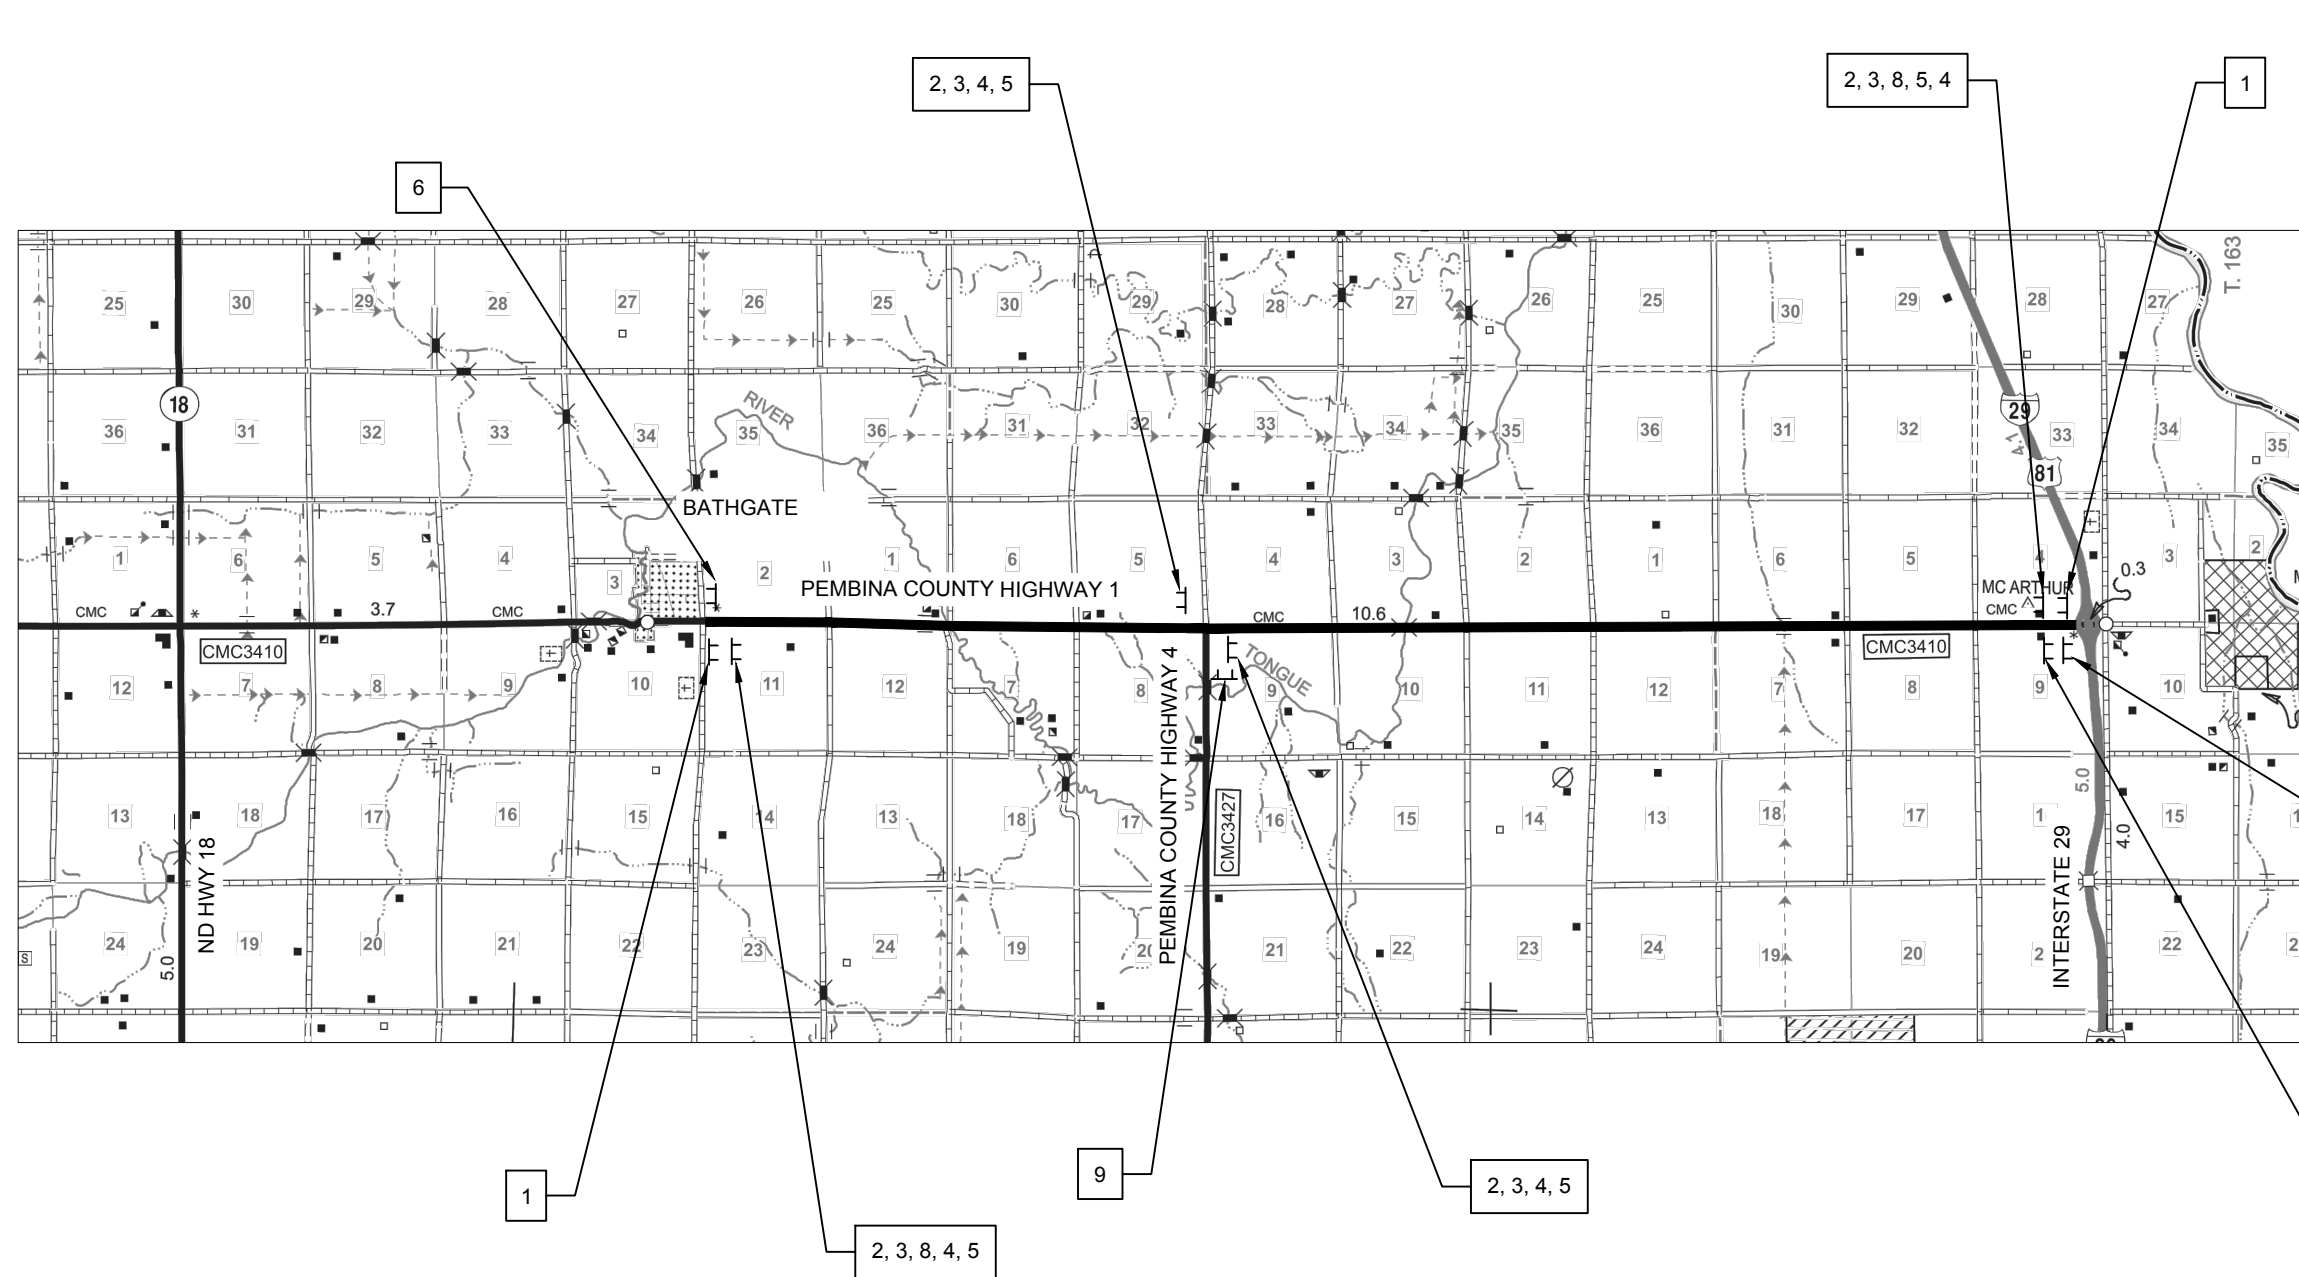 2, 3, 4, 5
2, 3, 8, 5, 4
1
6
T. 163
25 30 29 28 27 26 25 30 29 28 27 26 25 30 29 28 27
18
29
RIVER
36 31 32 33 34 35 36 31 32 33 34 35 36 31 32 33 34 35
4.1
81
BATHGATE
1 6 5 4 3 2 1 6 5 4 3 2 1 6 5 4 3 2
PEMBINA COUNTY HIGHWAY 1
MC ARTHUR
0.3
CMC 3.7 CMC CMC 10.6 CMC
CMC3410
CMC3410
TONGUE
12 7 8 9 10 11 12 7 8 9 10 11 12 7 8 9 10
PEMBINA COUNTY HIGHWAY 4
5.0
13 18 17 16 15 14 13 18 17 16 15 14 13 18 17 15
CMC3427
4.0
ND HWY 18
INTERSTATE 29
24 19 20 21 22 23 24 19 21 22 23 24 19 20 22
S
5.0
9
1
2, 3, 4, 5
2, 3, 8, 4, 5